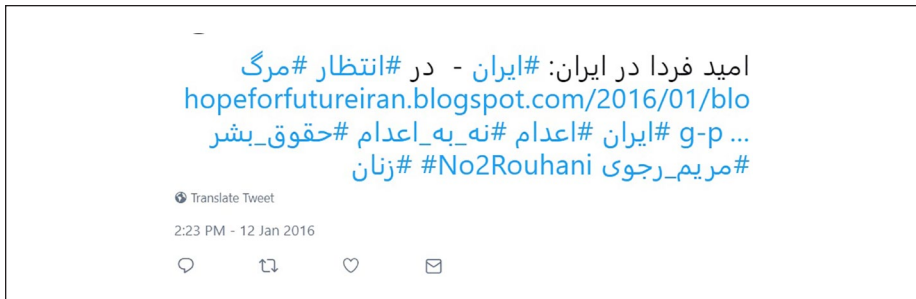 امید فردا در ایران: #ایران - در #انتظار #مرگ
hopeforfutureiran.blogspot.com/2016/01/blo
g-p ... #ایران #اعدام #نه_به_اعدام #حقوق_بشر
#مریم_رجوی No2Rouhani# #زنان
Translate Tweet
2:23 PM - 12 Jan 2016